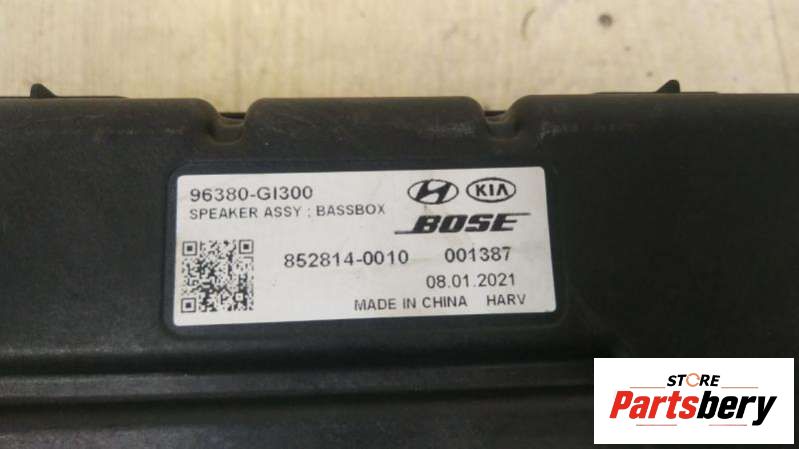 96380-GI300
SPEAKER ASSY ; BASSBOX
KIA
BOSE
852814-0010 001387
08.01.2021
MADE IN CHINA HARV
STORE
Partsbery